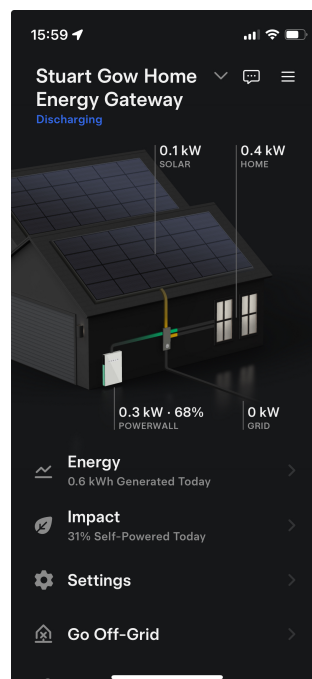 15:59
Stuart Gow Home
Energy Gateway
Discharging
0.1 kW
SOLAR
0.4 kW
HOME
0.3 kW · 68%
POWERWALL
0 kW
GRID
Energy
0.6 kWh Generated Today
Impact
31% Self-Powered Today
Settings
Go Off-Grid